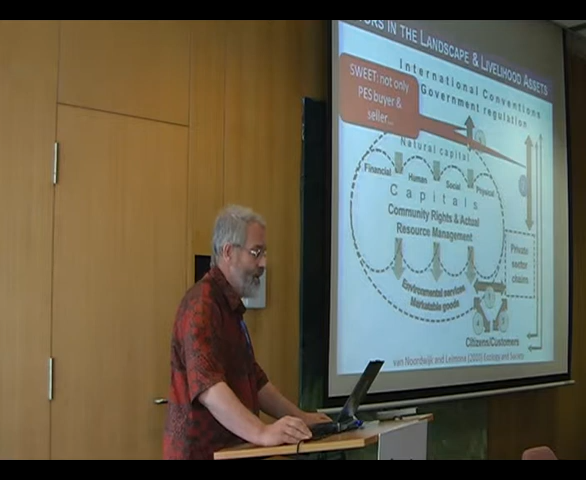 IN THE LANDSCAPE & LIVELIHOOD ASSETS
International Conventions
Government regulation
SWEET: not only
PES buyer &
seller...
Natural capital
Financial
Human
Social
Physical
Capitals
Community Rights & Actual
Resource Management
Private
sector
claims
Environmental services
Marketable goods
Citizens/Customers
van Noordwijk and Leimona (2010) Ecology and Society